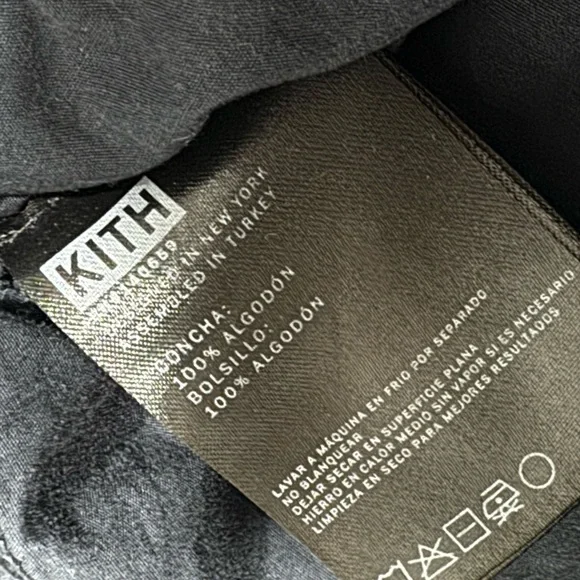 KITH
IN NEW YORK
ASSEMBLED IN TURKEY
CONCHA:
100% ALGODÓN
BOLSILLO:
100% ALGODÓN
LAVAR A MÁQUINA EN FRIO POR SEPARADO
NO BLANQUEAR
DEJAR SECAR EN SUPERFICIE PLANA
HIERRO EN CALOR MEDIO SIN VAPOR SI ES NECESARIO
LIMPIEZA EN SECO PARA MEJORES RESULTADOS